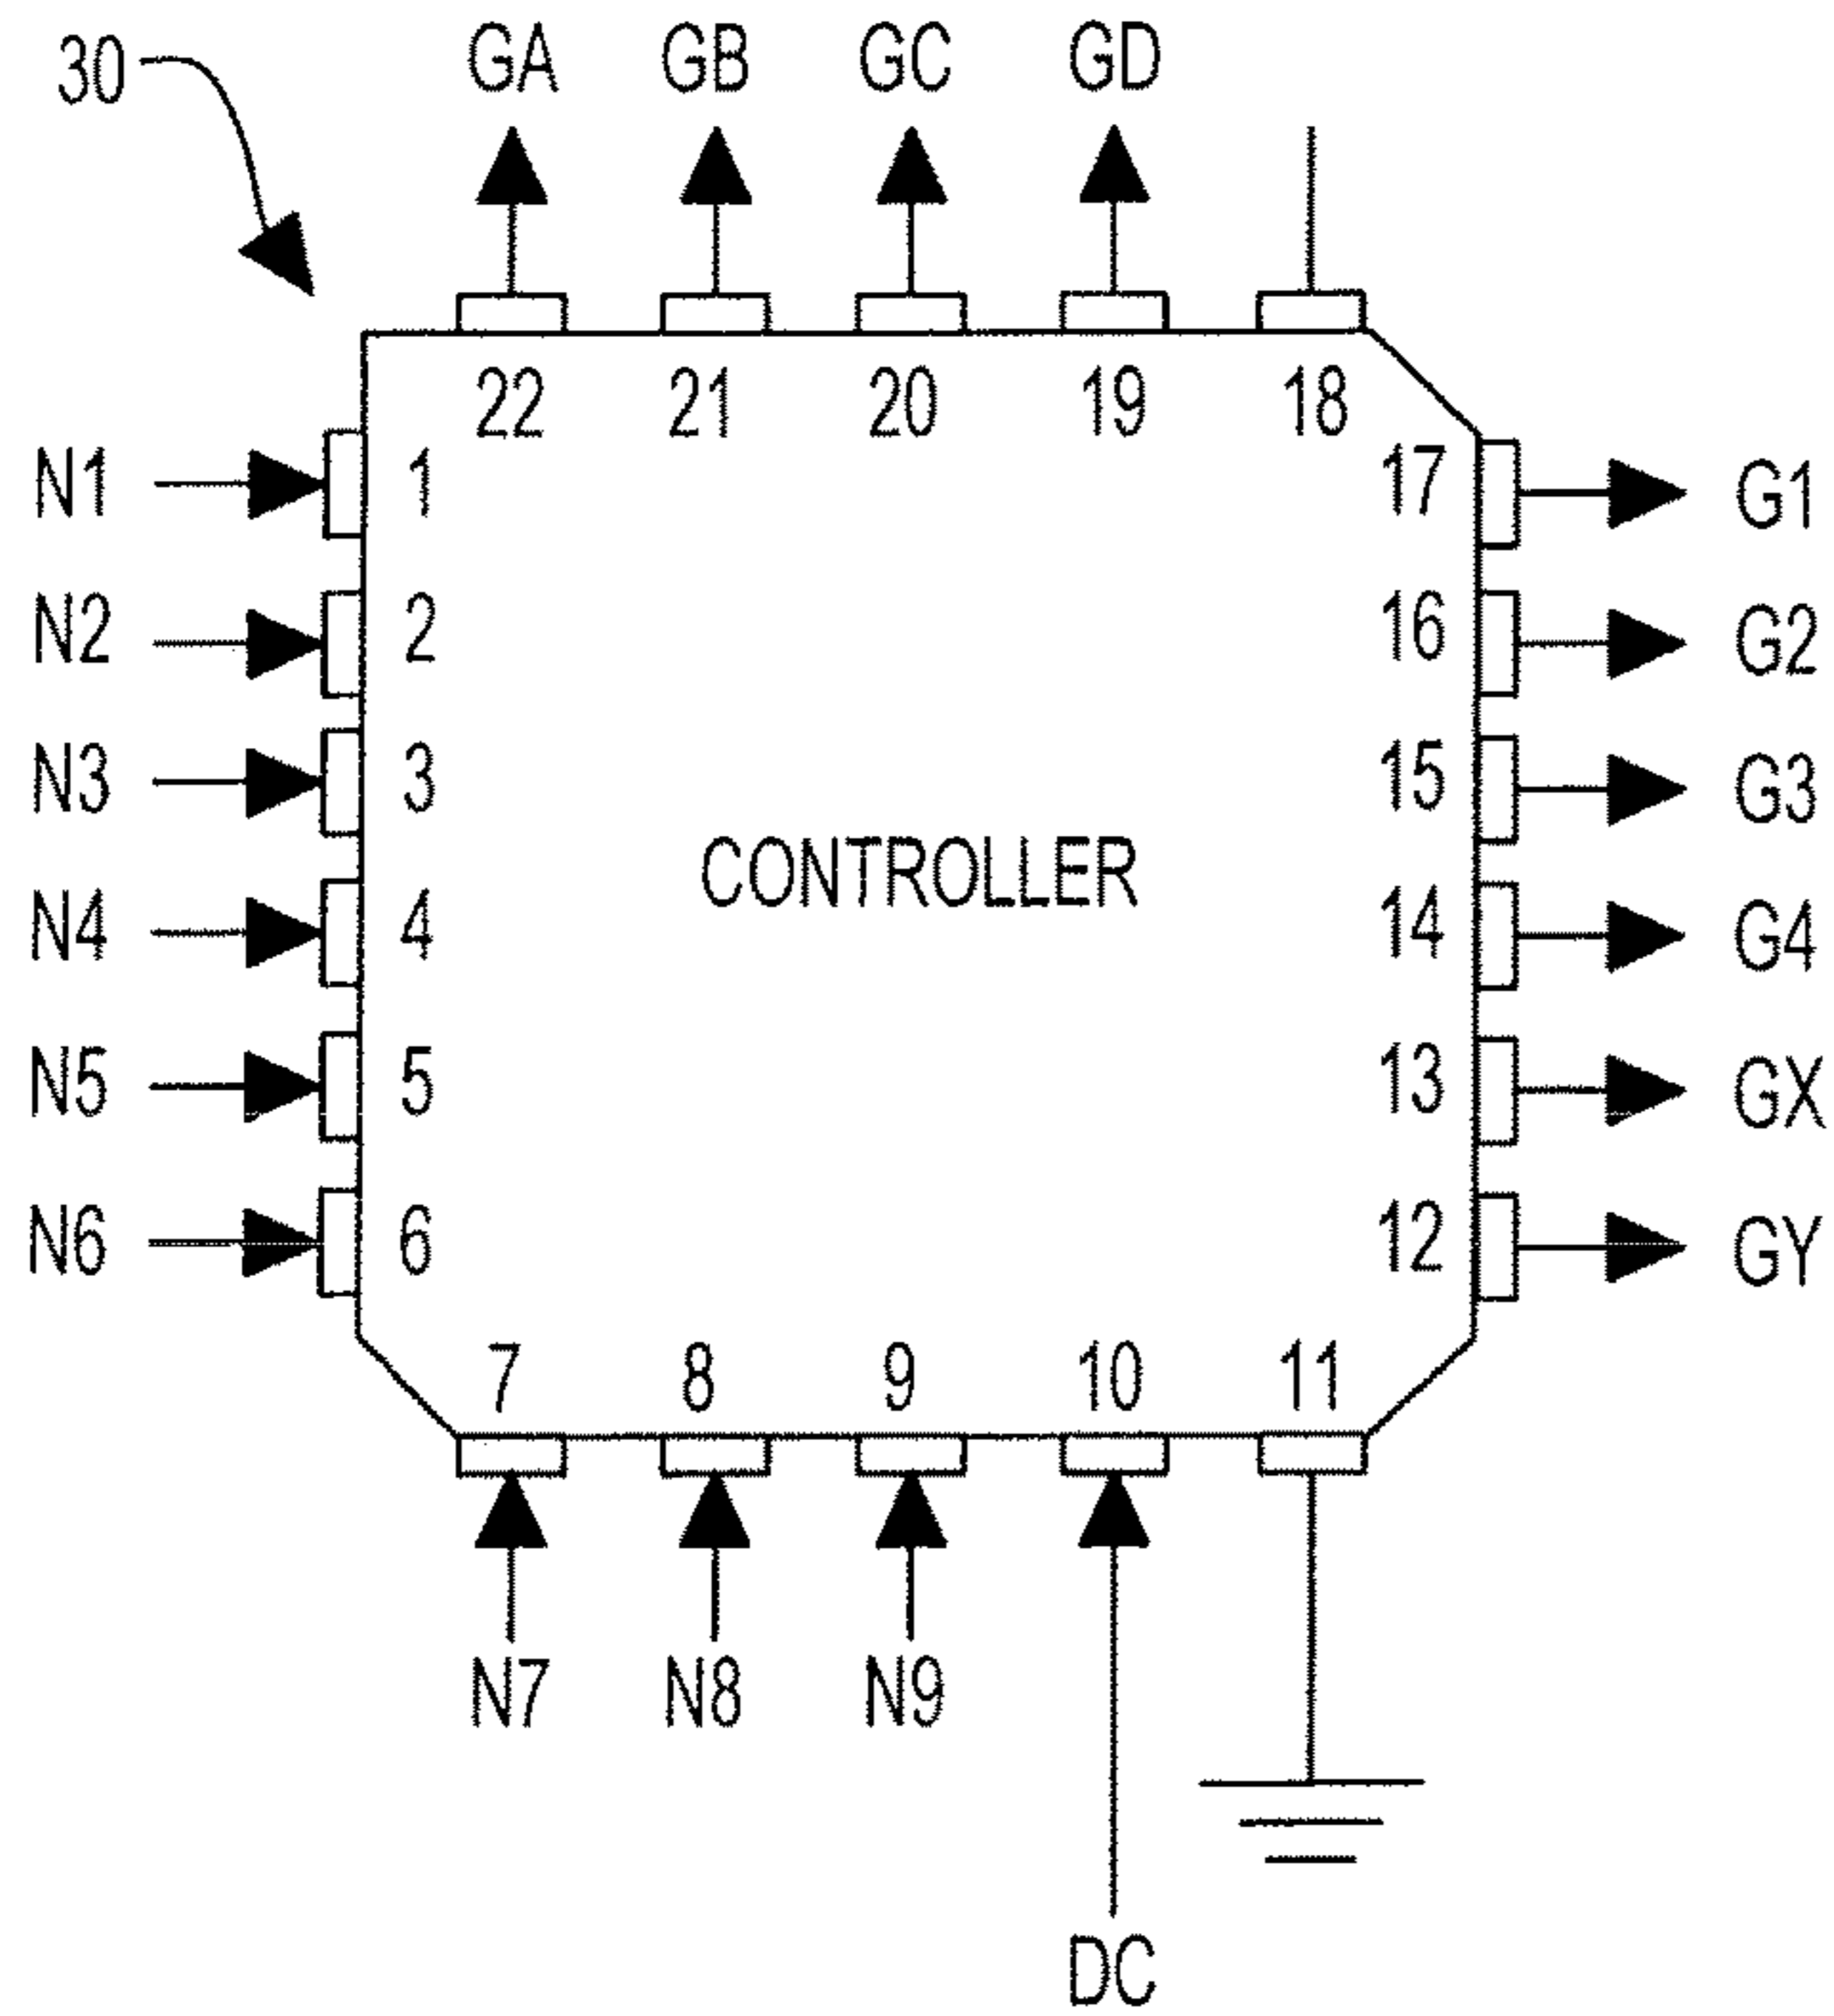 30
GA GB GC GD
22 21 20 19 18
N1 1 17 G1
N2 2 16 G2
N3 3 15 G3
CONTROLLER
N4 4 14 G4
N5 5 13 GX
N6 6 12 GY
7 8 9 10 11
N7 N8 N9
DC